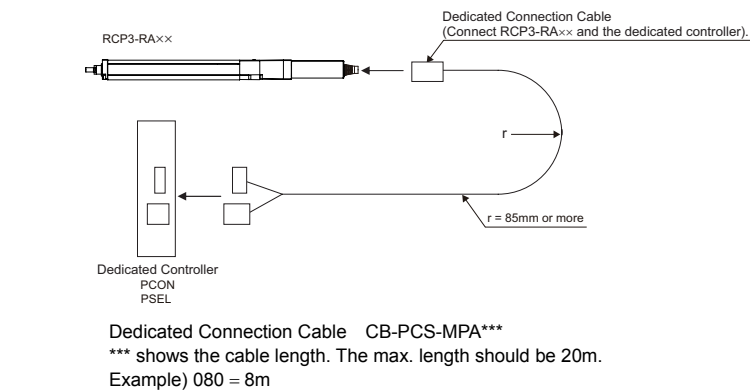 Dedicated Connection Cable
(Connect RCP3-RA×× and the dedicated controller).
RCP3-RA××
r
r = 85mm or more
Dedicated Controller
PCON
PSEL
Dedicated Connection Cable CB-PCS-MPA***
*** shows the cable length. The max. length should be 20m.
Example) 080 = 8m